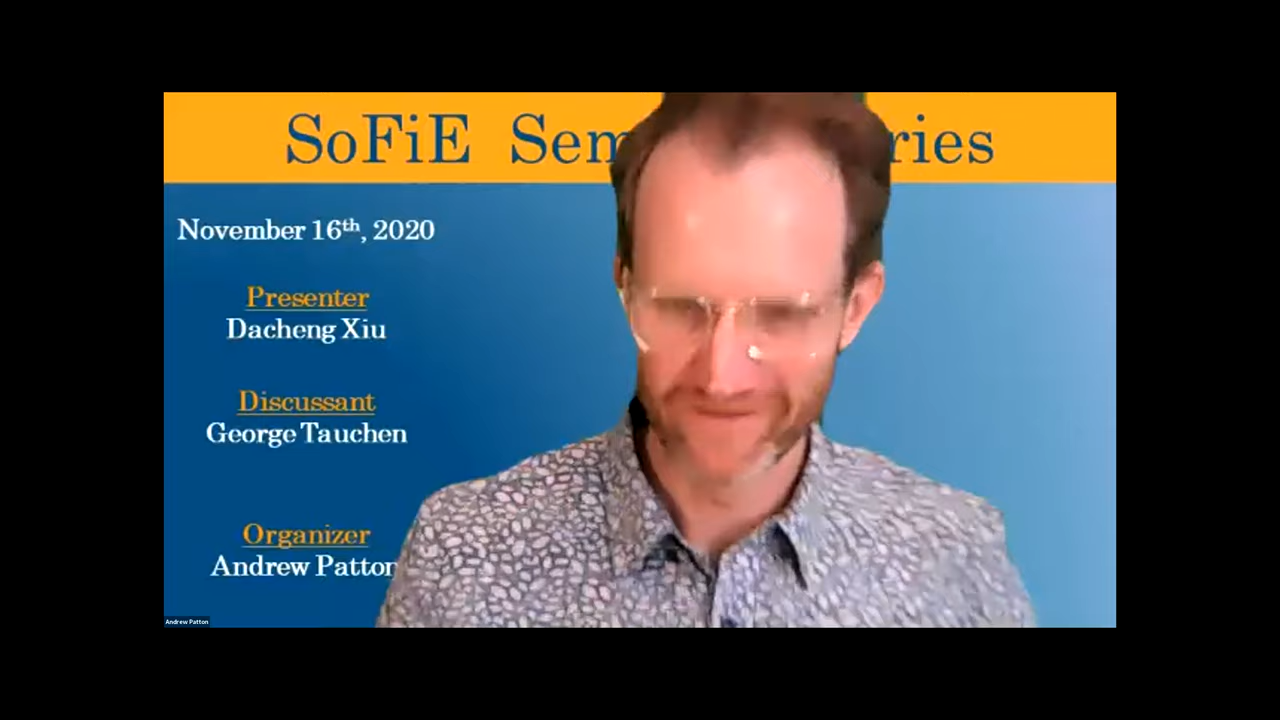 SoFiE Sem ries
November 16th, 2020
Presenter
Dacheng Xiu
Discussant
George Tauchen
Organizer
Andrew Patton
Andrew Patton